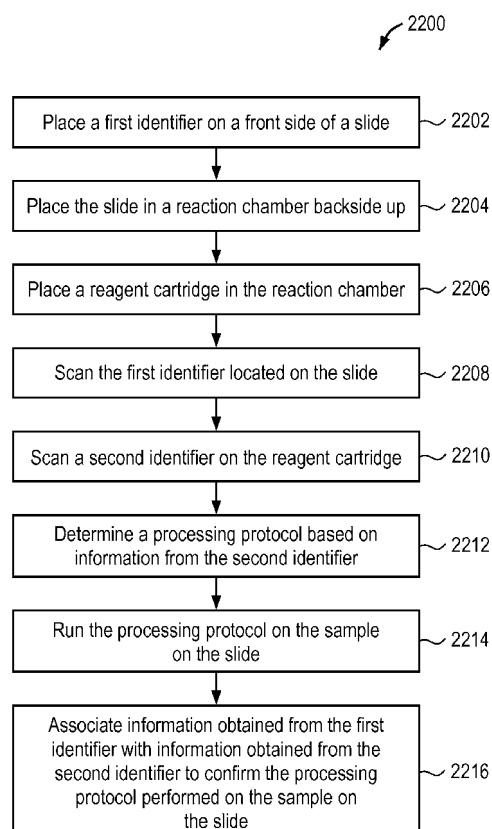 2200
Place a first identifier on a front side of a slide
2202
Place the slide in a reaction chamber backside up
2204
Place a reagent cartridge in the reaction chamber
2206
Scan the first identifier located on the slide
2208
Scan a second identifier on the reagent cartridge
2210
Determine a processing protocol based on
information from the second identifier
2212
Run the processing protocol on the sample
on the slide
2214
Associate information obtained from the first
identifier with information obtained from the
second identifier to confirm the processing
protocol performed on the sample on
the slide
2216